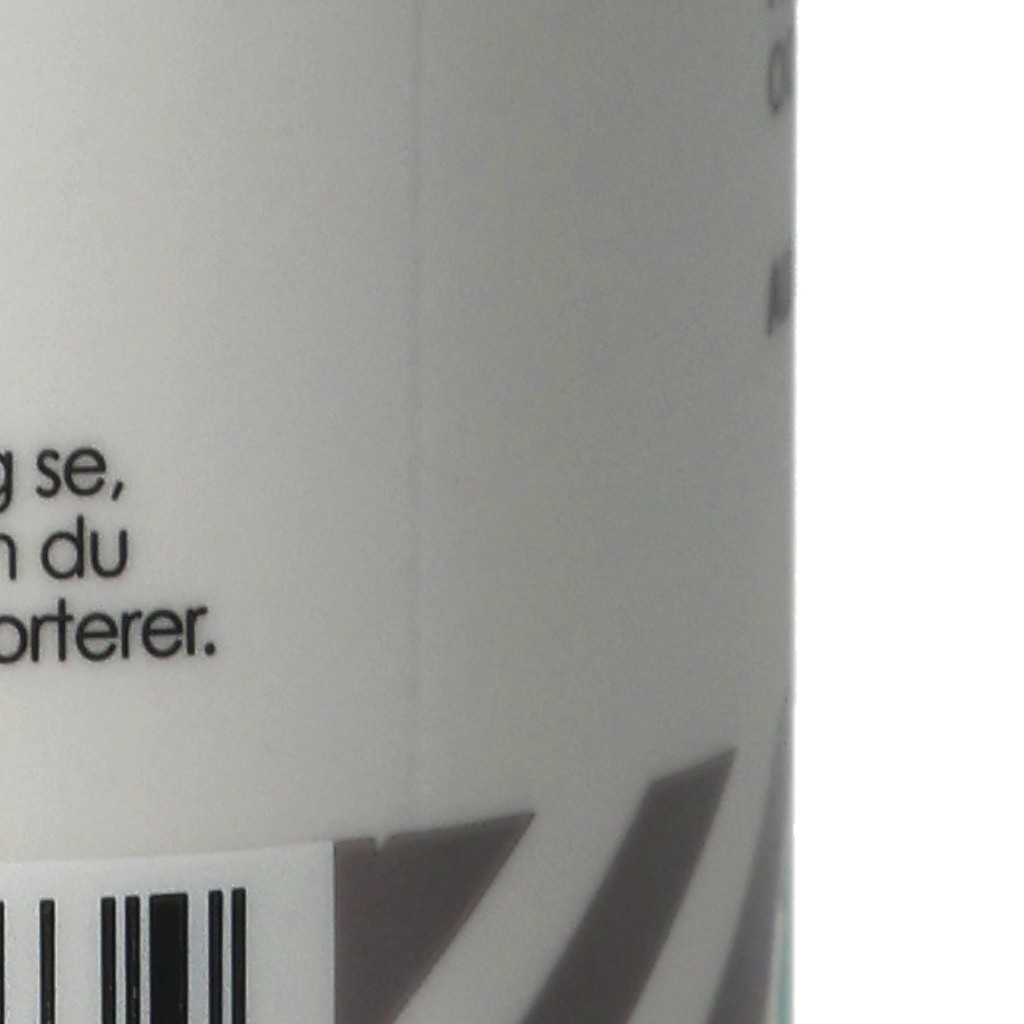 g se,
n du
orterer.